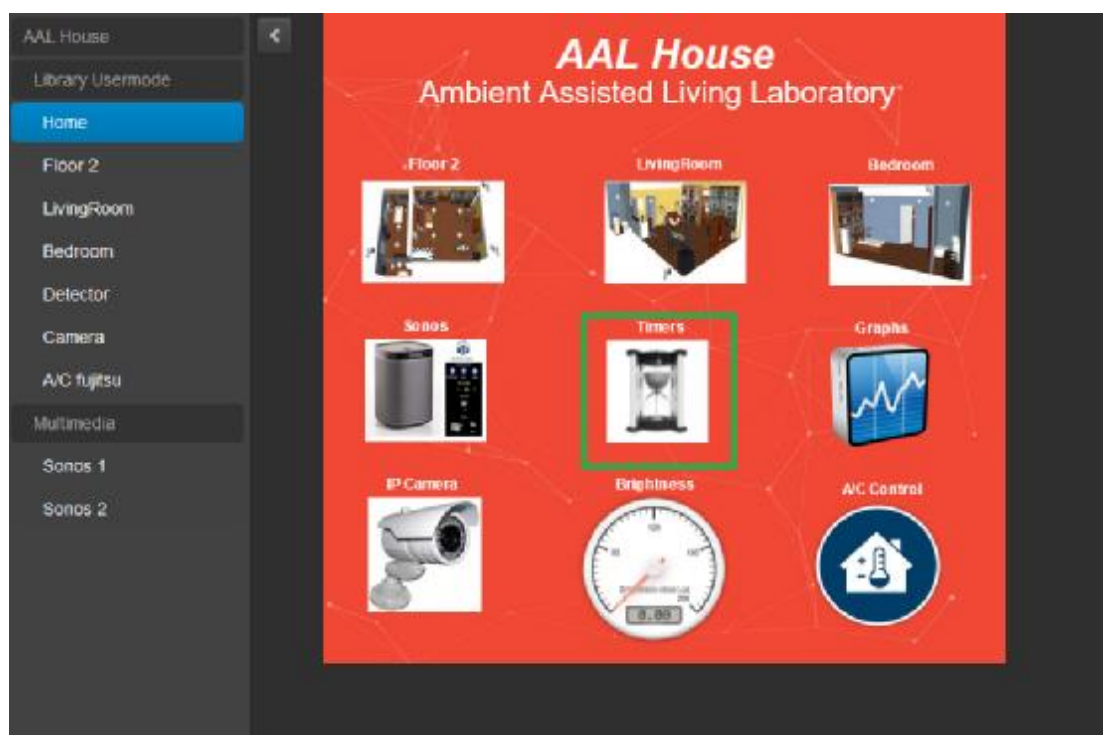 AAL House
Library Usermode
Home
Floor 2
LivingRoom
Bedroom
Detector
Camera
A/C fujitsu
Multimedia
Sonos 1
Sonos 2
AAL House
Ambient Assisted Living Laboratory
Floor 2
LivingRoom
Bedroom
Sonos
Timers
Graphs
IP Camera
Brightness
A/C Control
0.00